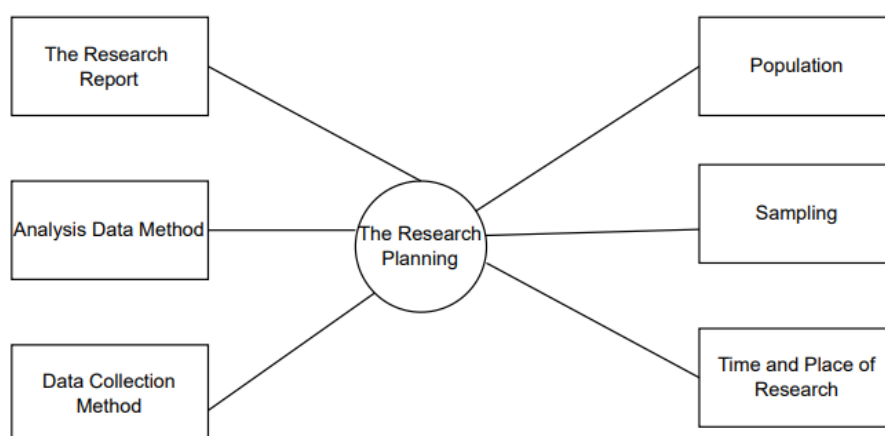 The Research
Report
Population
Analysis Data Method
The Research
Planning
Sampling
Data Collection
Method
Time and Place of
Research